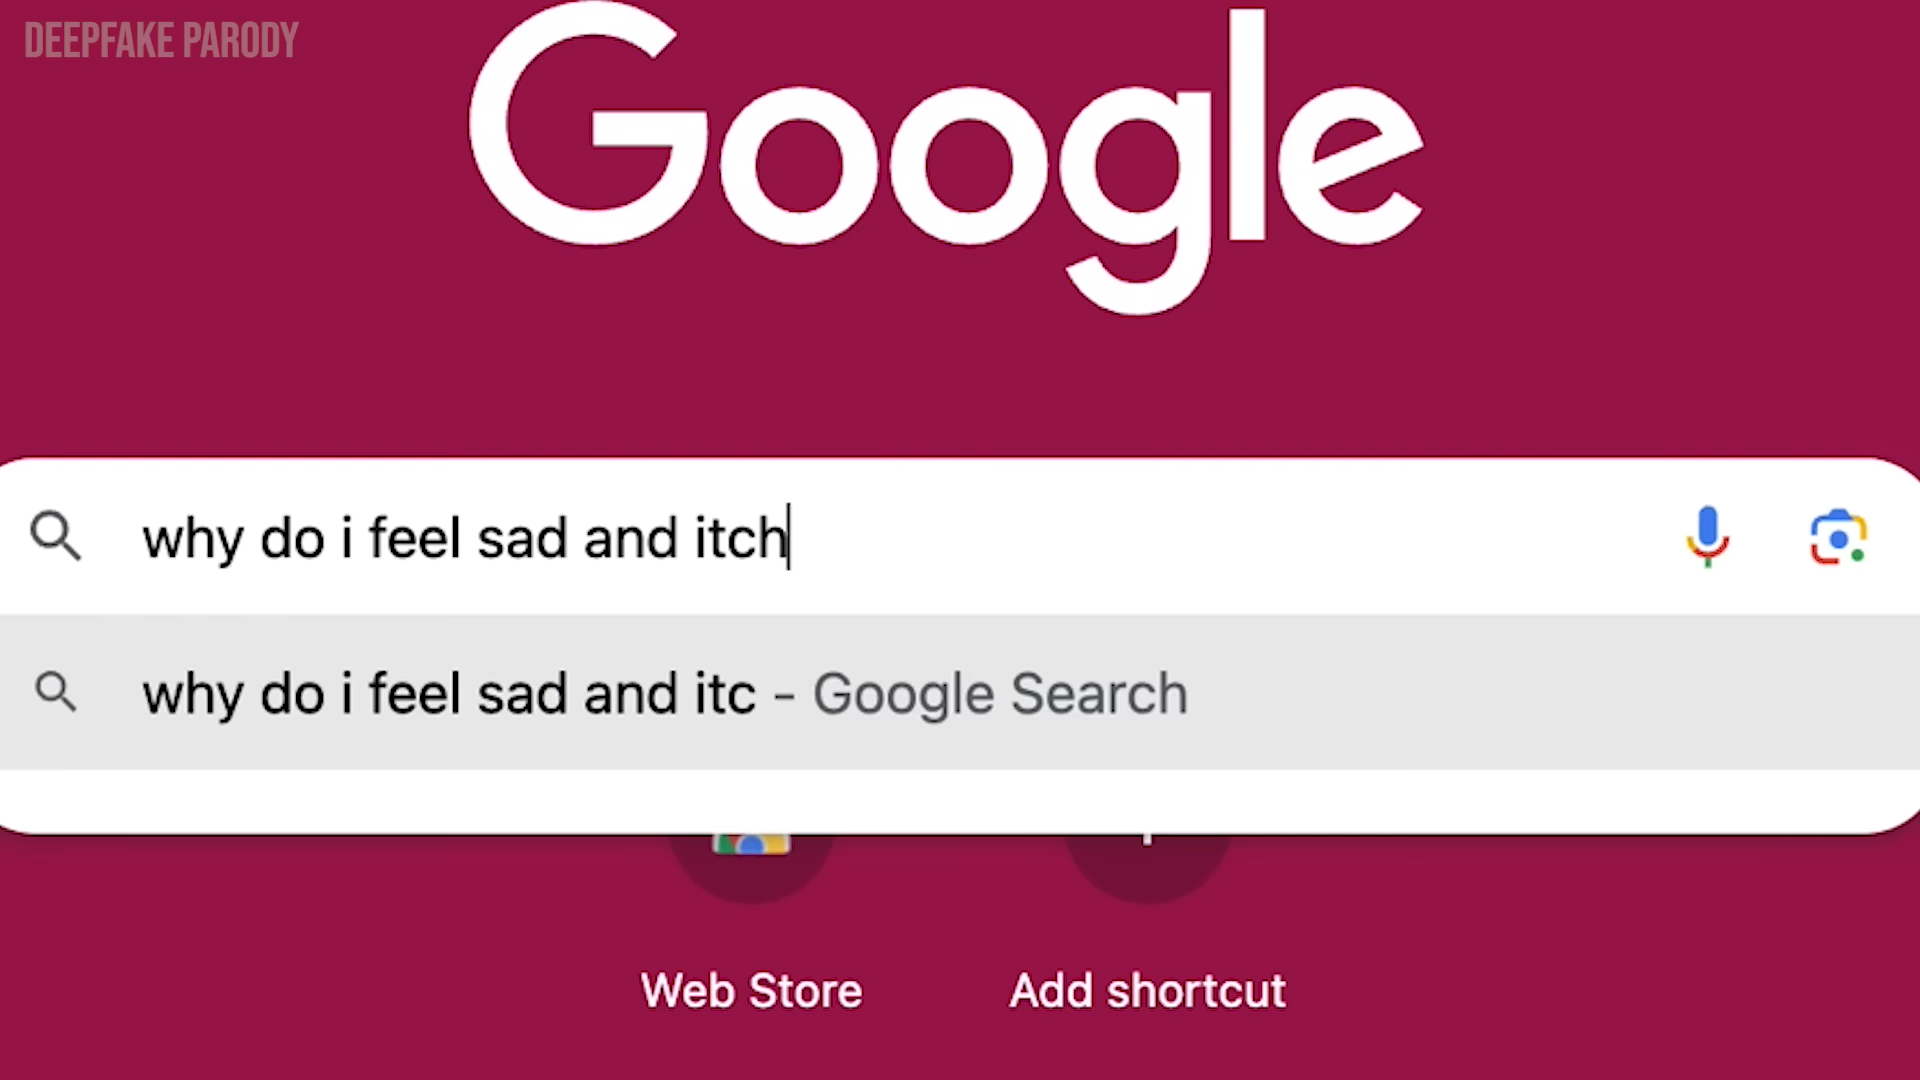 DEEPFAKE PARODY
Google
why do i feel sad and itch
why do i feel sad and itc - Google Search
Web Store
Add shortcut